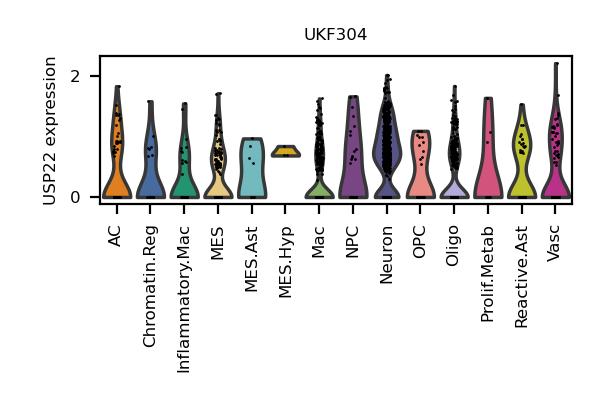 UKF304
USP22 expression
2
0
AC
Chromatin.Reg
Inflammatory.Mac
MES
MES.Ast
MES.Hyp
Mac
NPC
Neuron
OPC
Oligo
Prolif.Metab
Reactive.Ast
Vasc